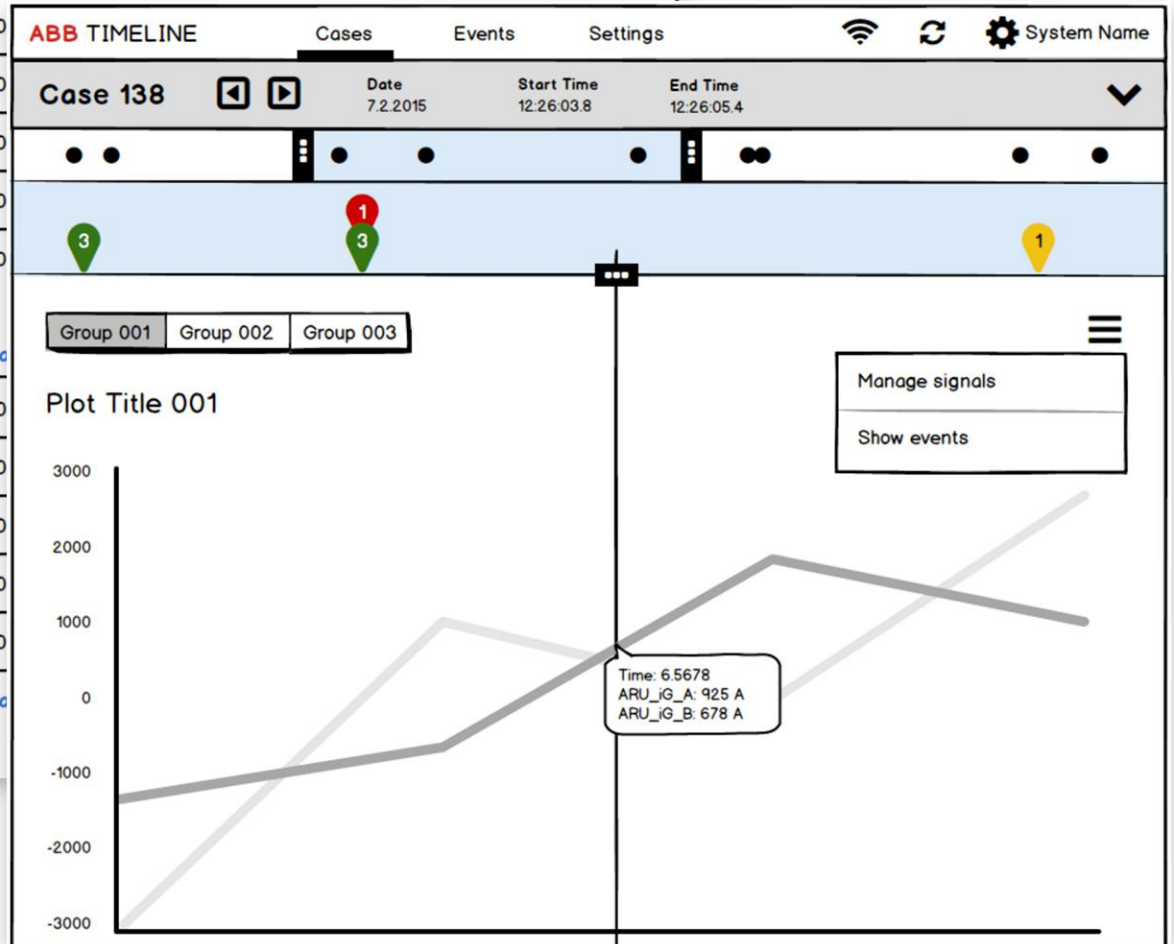 ABB TIMELINE Cases Events Settings System Name
Case 138
Date Start Time End Time
7.2.2015 12:26:03.8 12:26:05.4
1
3 3 1
Group 001 Group 002 Group 003
Manage signals
Plot Title 001
Show events
3000
2000
1000
Time: 6.5678
ARU_iG_A: 925 A
ARU_iG_B: 678 A
0
-1000
-2000
-3000